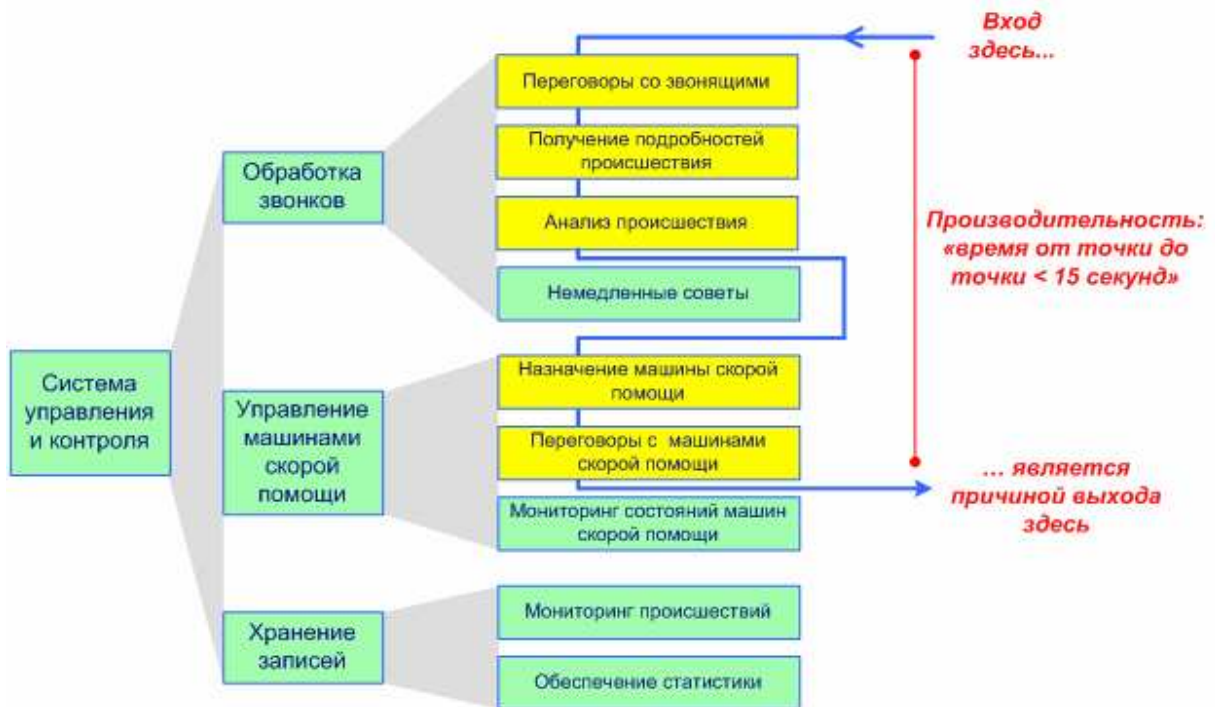 Вход
здесь...
Переговоры со звонящими
Получение подробностей
происшествия
Обработка
звонков
Анализ происшествия
Производительность:
«время от точки до
точки < 15 секунд»
Немедленные советы
Система
управления
и контроля
Назначение машины скорой
помощи
Управление
машинами
скорой
помощи
Переговоры с машинами
скорой помощи
... является
причиной выхода
здесь
Мониторинг состояний машин
скорой помощи
Мониторинг происшествий
Хранение
записей
Обеспечение статистики